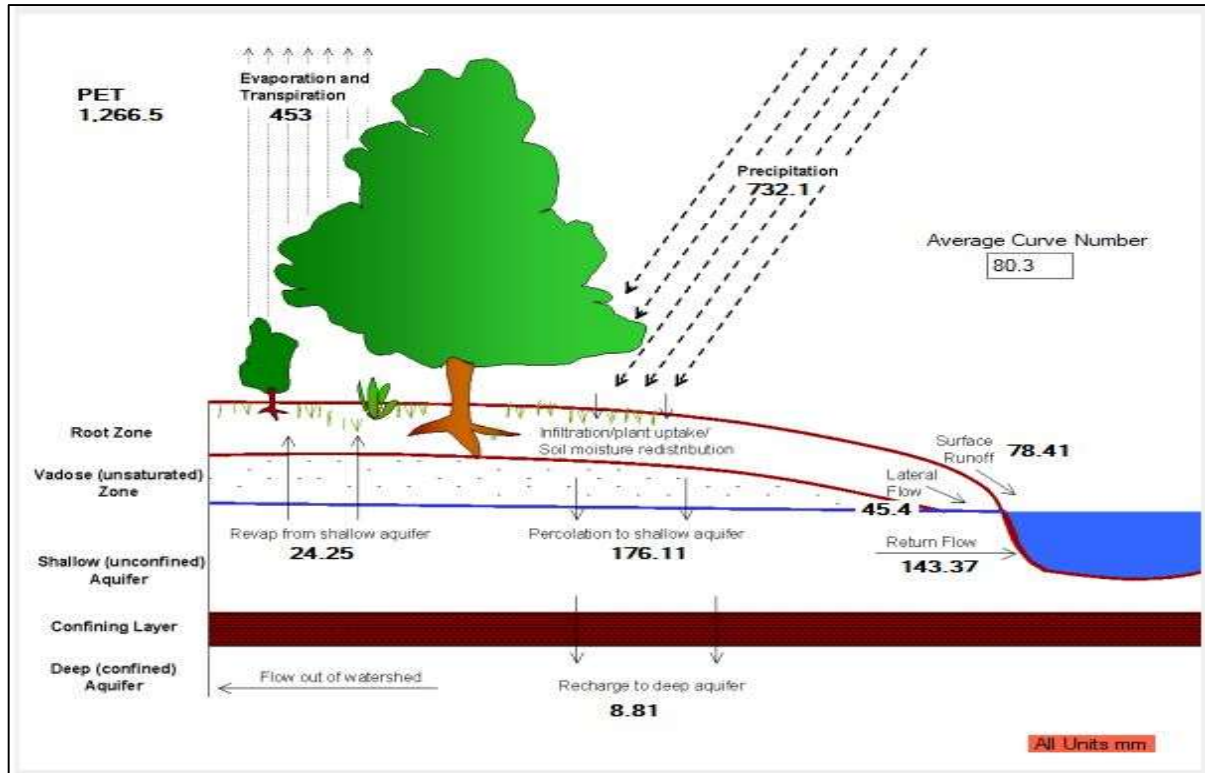 PET
1,266.5
Evaporation and
Transpiration
453
Precipitation
732.1
Average Curve Number
80.3
Root Zone
Infiltration/plant uptake/
Soil moisture redistribution
Surface
Runoff
78.41
Vadose (unsaturated)
Zone
Lateral
Flow
45.4
Revap from shallow aquifer
24.25
Percolation to shallow aquifer
176.11
Return Flow
143.37
Shallow (unconfined)
Aquifer
Confining Layer
Deep (confined)
Aquifer
Flow out of watershed
Recharge to deep aquifer
8.81
All Units mm